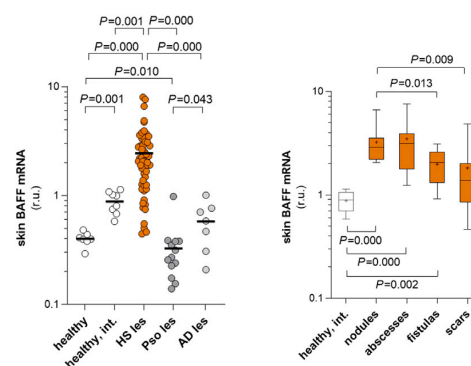 P=0.001
P=0.000
P=0.000
P=0.000
P=0.010
P=0.001
P=0.043
skin BAFF mRNA
(r.u.)
10
1
0.1
healthy
healthy, int.
HS les
Pso les
AD les
P=0.009
P=0.013
skin BAFF mRNA
(r.u.)
10
1
0.1
P=0.000
P=0.000
P=0.002
healthy, int.
nodules
abscesses
fistulas
scars